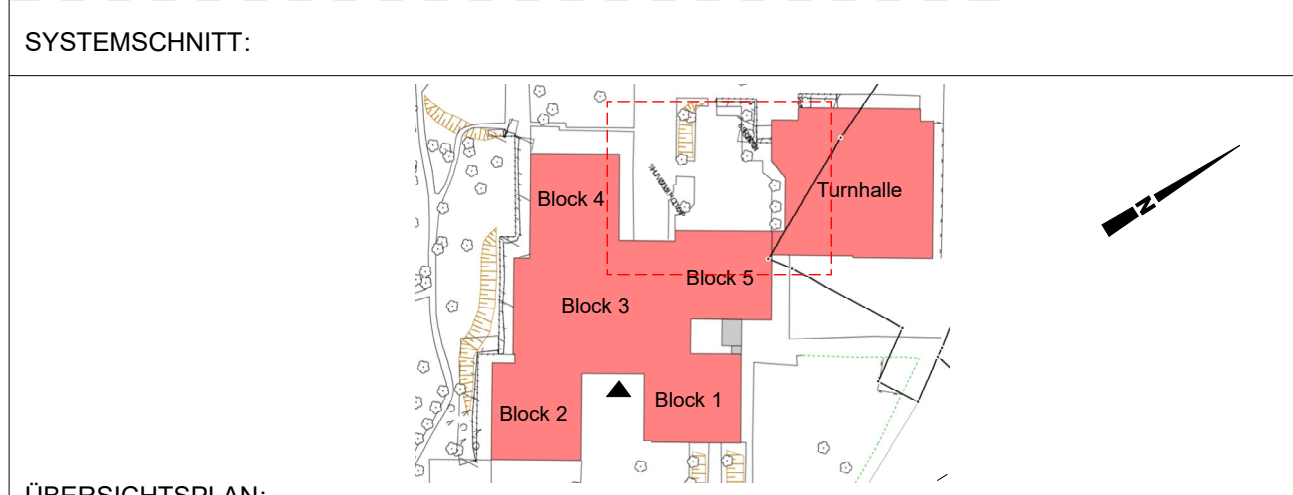 SYSTEMSCHNITT:
Block 4
Turnhalle
Block 5
Block 3
Block 2
Block 1
N
ÜBERSICHTSPLAN: